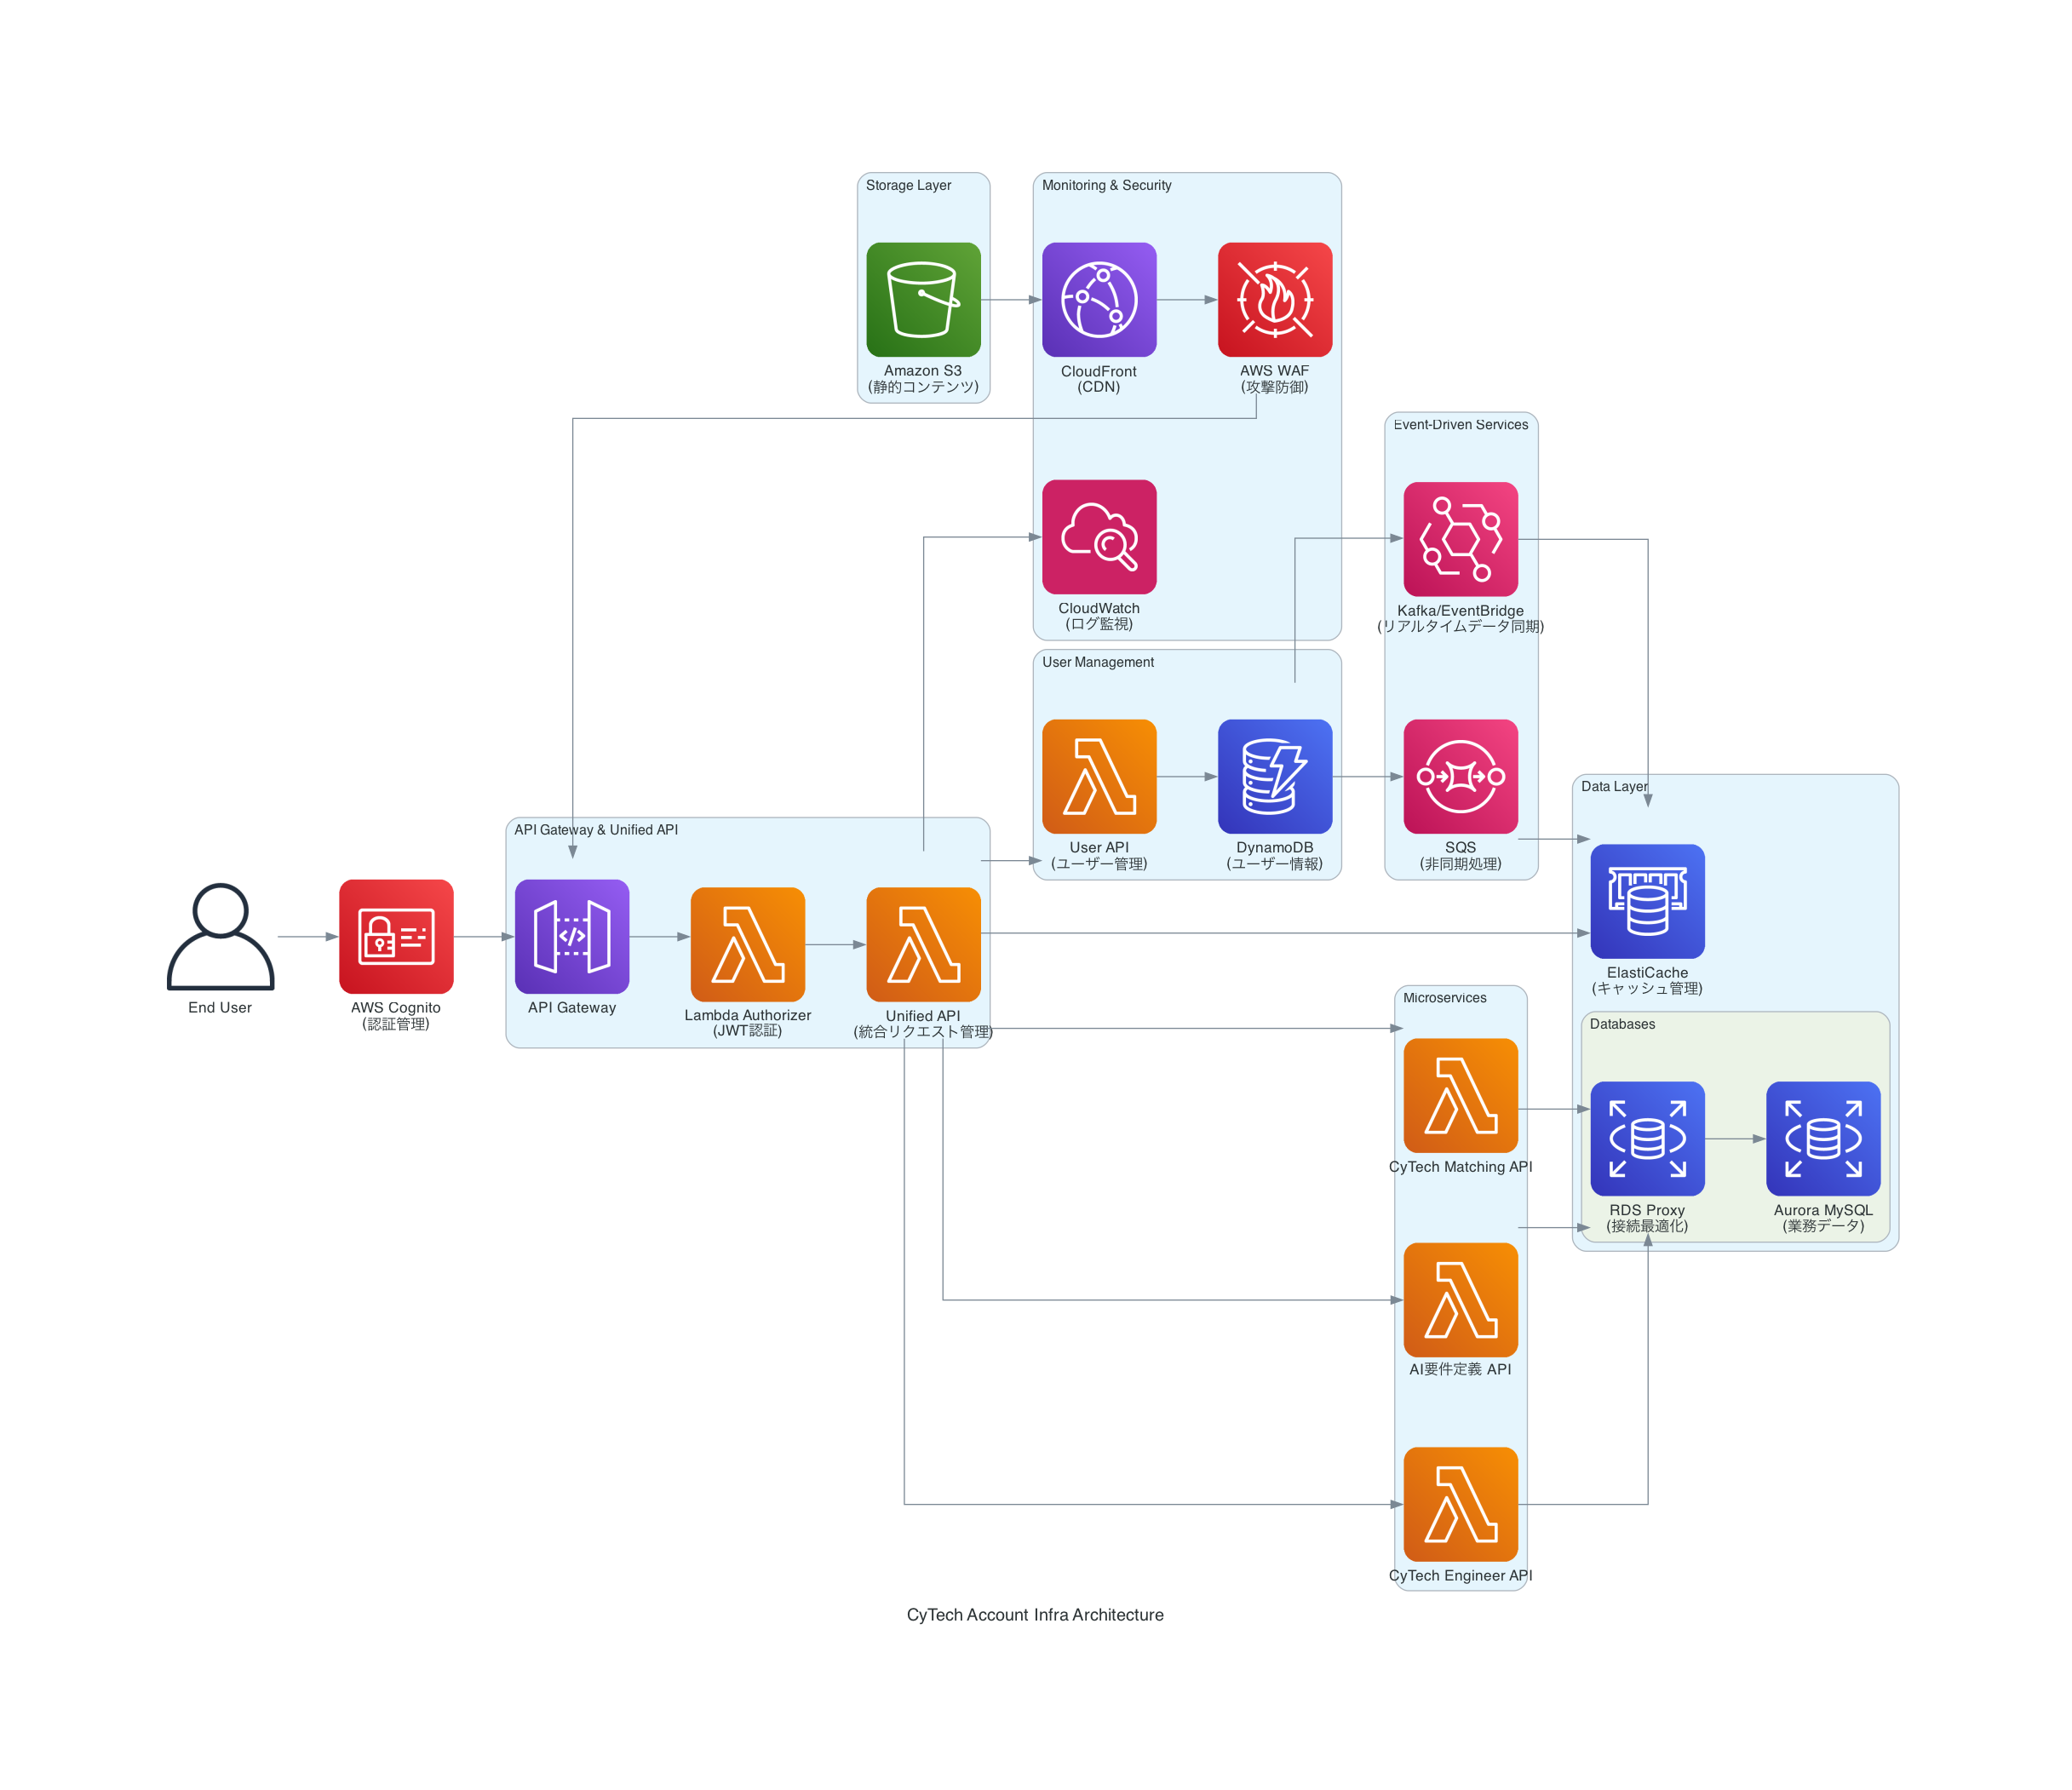 Storage Layer
Amazon S3
(静的コンテンツ)
Monitoring & Security
CloudFront
(CDN)
AWS WAF
(攻撃防御)
CloudWatch
(ログ監視)
Event-Driven Services
Kafka/EventBridge
(リアルタイムデータ同期)
SQS
(非同期処理)
User Management
User API
(ユーザー管理)
DynamoDB
(ユーザー情報)
End User
AWS Cognito
(認証管理)
API Gateway & Unified API
API Gateway
Lambda Authorizer
(JWT認証)
Unified API
(統合リクエスト管理)
Data Layer
ElastiCache
(キャッシュ管理)
Databases
RDS Proxy
(接続最適化)
Aurora MySQL
(業務データ)
Microservices
CyTech Matching API
AI要件定義 API
CyTech Engineer API
CyTech Account Infra Architecture